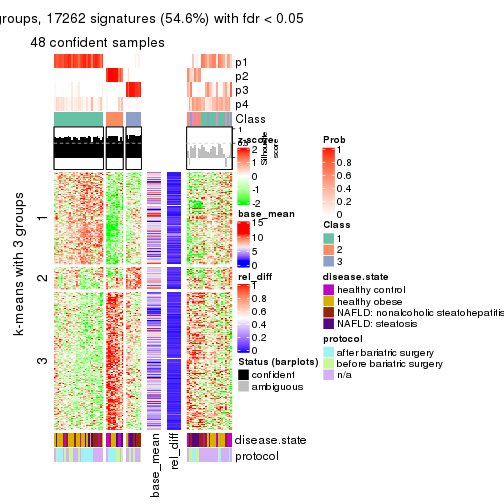 groups, 17262 signatures (54.6%) with fdr < 0.05
48 confident samples
p1
p2
p3
p4
Class
1
0.5
0
Silhouette
score
k-means with 3 groups
1
2
3
z-score
2
1
0
-1
-2
base_mean
15
10
5
0
rel_diff
1
0.8
0.6
0.4
0.2
0
Status (barplots)
confident
ambiguous
Prob
1
0.8
0.6
0.4
0.2
0
Class
1
2
3
disease.state
healthy control
healthy obese
NAFLD: nonalcoholic steatohepatitis
NAFLD: steatosis
protocol
after bariatric surgery
before bariatric surgery
n/a
disease.state
protocol
base_mean
rel_diff